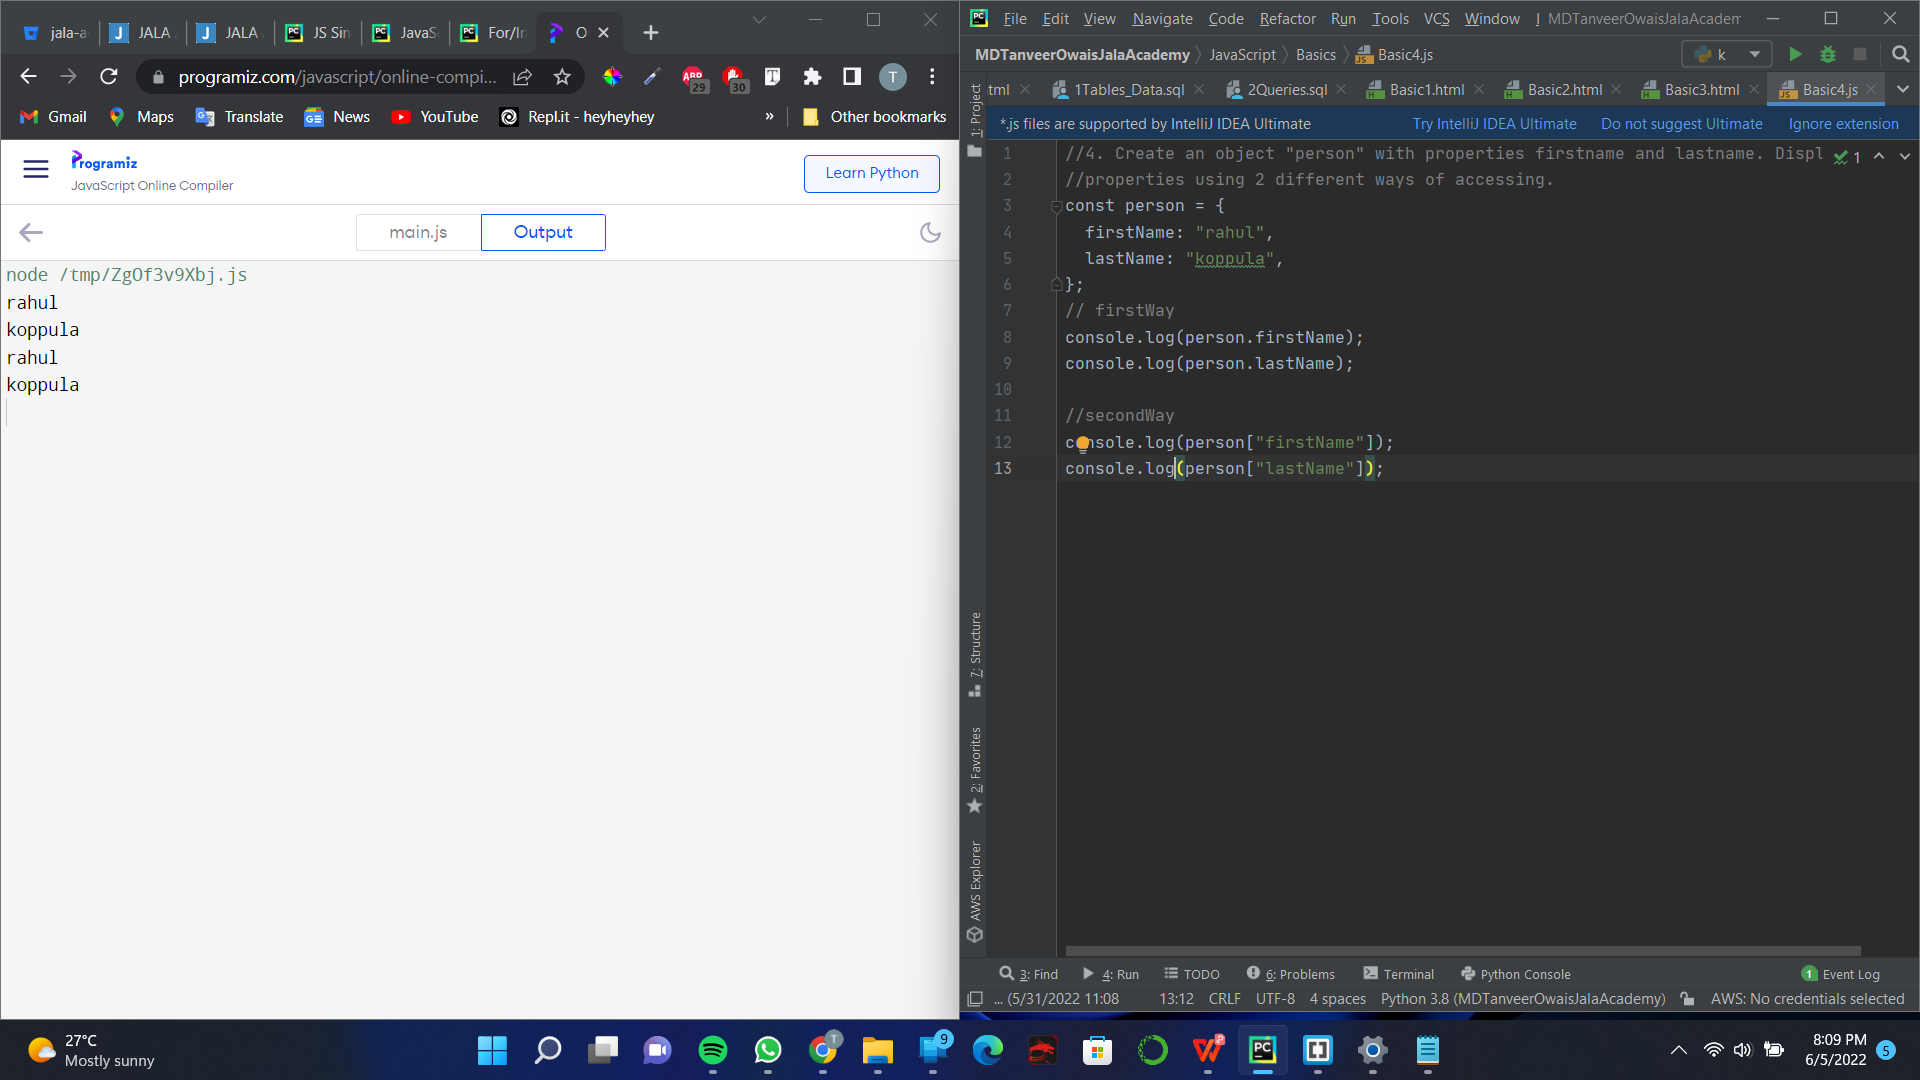 jala-a
JALA
JALA
JS Sin
JavaS
For/In
O
programiz.com/javascript/online-compi...
ABP
29
30
T
T
Gmail
Maps
Translate
News
YouTube
Repl.it - heyheyhey
»
Other bookmarks
Programiz
JavaScript Online Compiler
Learn Python
main.js
Output
node /tmp/ZgOf3v9Xbj.js
rahul
koppula
rahul
koppula
File Edit View Navigate Code Refactor Run Tools VCS Window MDTanveerOwaisJalaAcadem
MDTanveerOwaisJalaAcademy JavaScript Basics Basic4.js
k
tml 1Tables_Data.sql 2Queries.sql Basic1.html Basic2.html Basic3.html Basic4.js
*.js files are supported by IntelliJ IDEA Ultimate Try IntelliJ IDEA Ultimate Do not suggest Ultimate Ignore extension
1: Project
7: Structure
2: Favorites
AWS Explorer
1 //4. Create an object "person" with properties firstname and lastname. Displ 1
2 //properties using 2 different ways of accessing.
3 const person = {
4 firstName: "rahul",
5 lastName: "koppula",
6 };
7 // firstWay
8 console.log(person.firstName);
9 console.log(person.lastName);
10
11 //secondWay
12 console.log(person["firstName"]);
13 console.log(person["lastName"]);
3: Find 4: Run TODO 6: Problems Terminal Python Console 1 Event Log
... (5/31/2022 11:08 13:12 CRLF UTF-8 4 spaces Python 3.8 (MDTanveerOwaisJalaAcademy) AWS: No credentials selected
27°C
Mostly sunny
T
9
PC
8:09 PM
6/5/2022
5